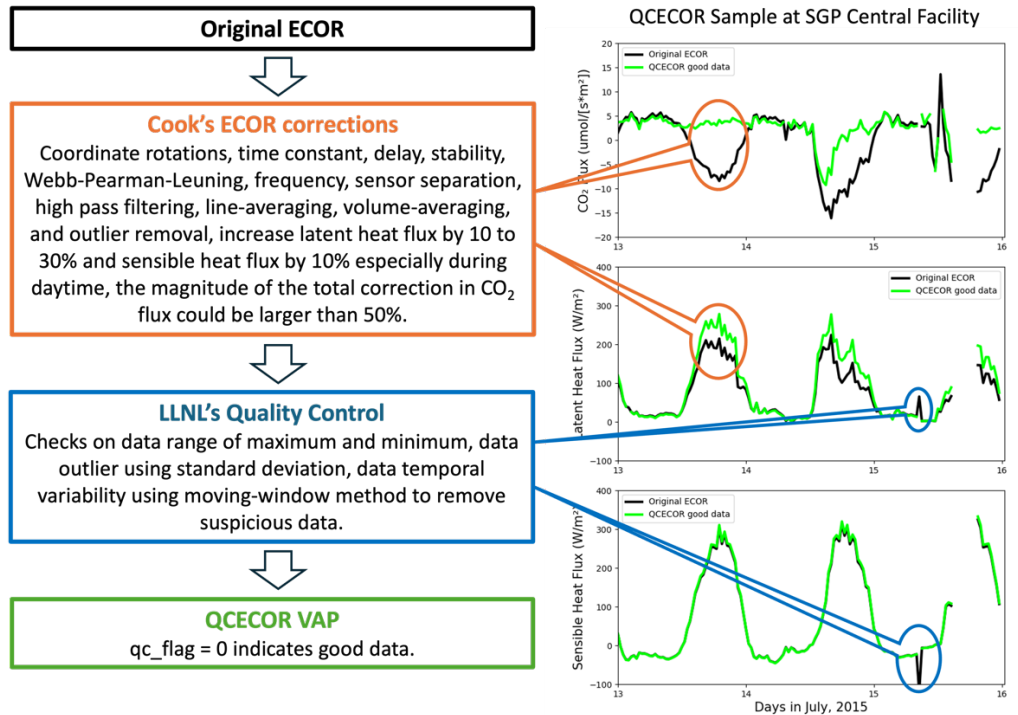 Original ECOR
Cook's ECOR corrections
Coordinate rotations, time constant, delay, stability,
Webb-Pearman-Leuning, frequency, sensor separation,
high pass filtering, line-averaging, volume-averaging,
and outlier removal, increase latent heat flux by 10 to
30% and sensible heat flux by 10% especially during
daytime, the magnitude of the total correction in CO₂
flux could be larger than 50%.
LLNL's Quality Control
Checks on data range of maximum and minimum, data
outlier using standard deviation, data temporal
variability using moving-window method to remove
suspicious data.
QCECOR VAP
qc_flag = 0 indicates good data.
QCECOR Sample at SGP Central Facility
CO₂ Flux (umol/[s*m²])
20
15
10
5
0
−5
−10
−15
−20
Original ECOR
QCECOR good data
13
14
15
16
Latent Heat Flux (W/m²)
400
300
200
100
0
−100
Original ECOR
QCECOR good data
13
14
15
16
Sensible Heat Flux (W/m²)
400
300
200
100
0
−100
Original ECOR
QCECOR good data
13
14
15
16
Days in July, 2015